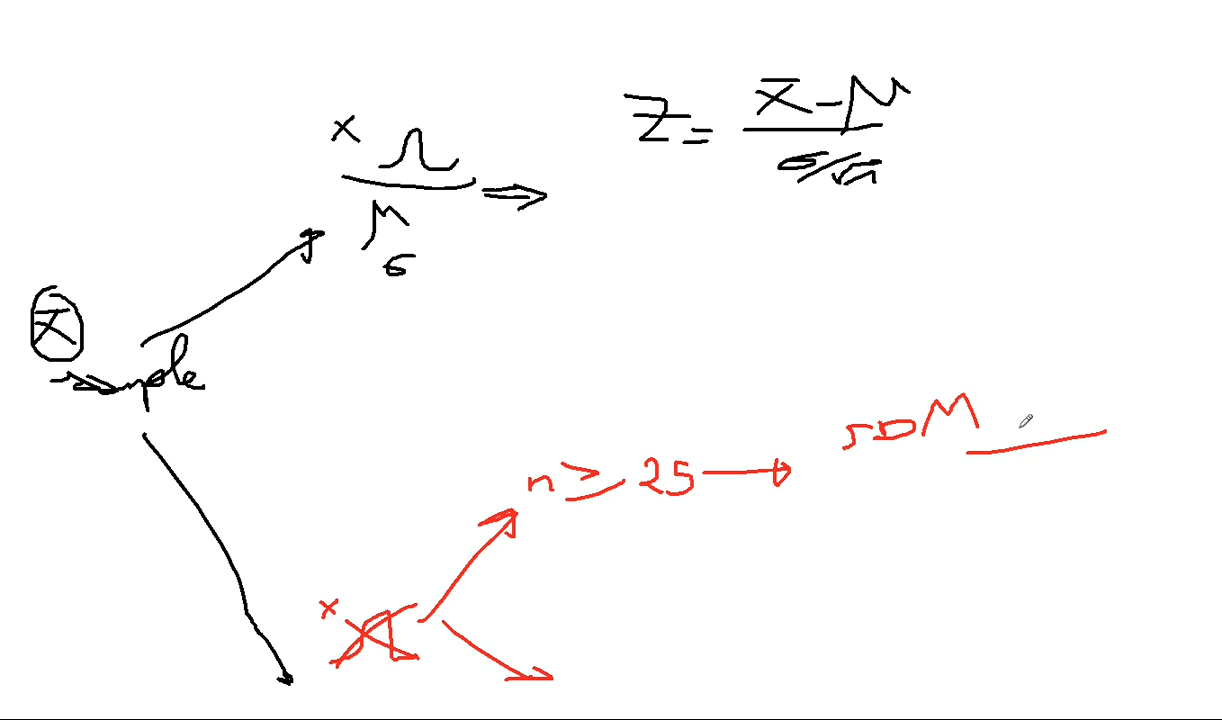 x
Z = x̄ - μ / σ/√n
μ
σ
x̄
sample
SDM
n ≥ 25
x